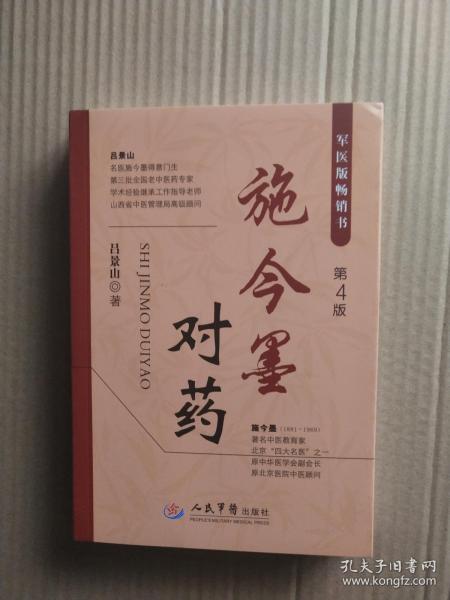 军医版畅销书
吕景山
名医施今墨得意门生
第三批全国老中医药专家
学术经验继承工作指导老师
山西省中医管理局高级顾问
施今墨
对药
第4版
SHI JINMO DUIYAO
吕景山◎著
施今墨（1881-1969）
著名中医教育家
北京“四大名医”之一
原中华医学会副会长
原北京医院中医顾问
人民军医出版社
PEOPLE'S MILITARY MEDICAL PRESS
孔夫子旧书网
www.kongfz.com